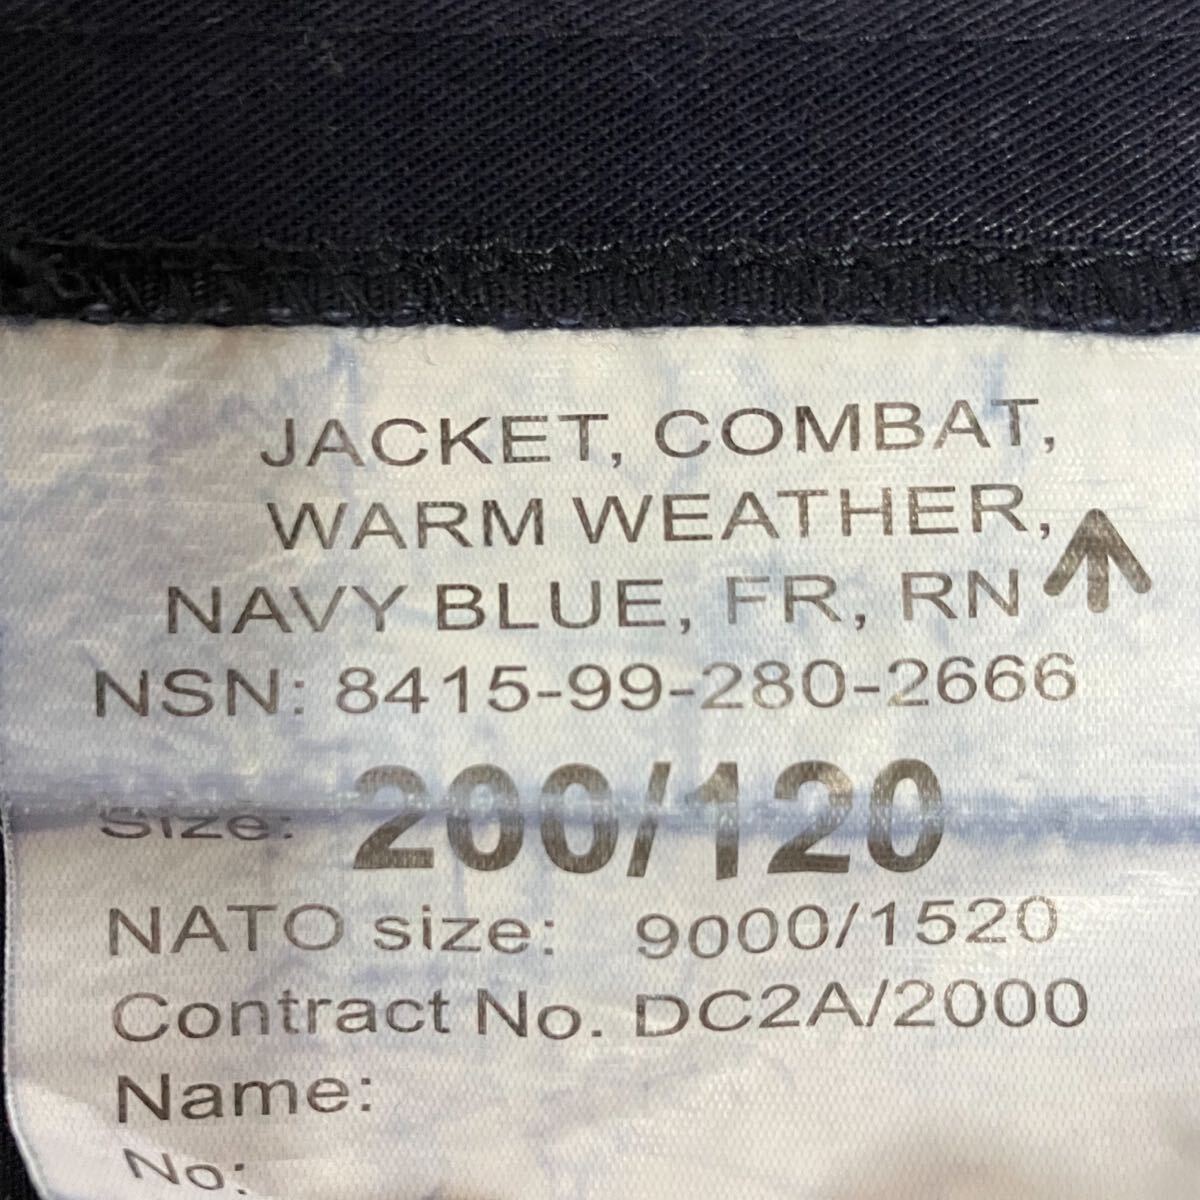 JACKET, COMBAT,
WARM WEATHER,
NAVY BLUE, FR, RN
NSN: 8415-99-280-2666
Size: 200/120
NATO size: 9000/1520
Contract No. DC2A/2000
Name:
No: